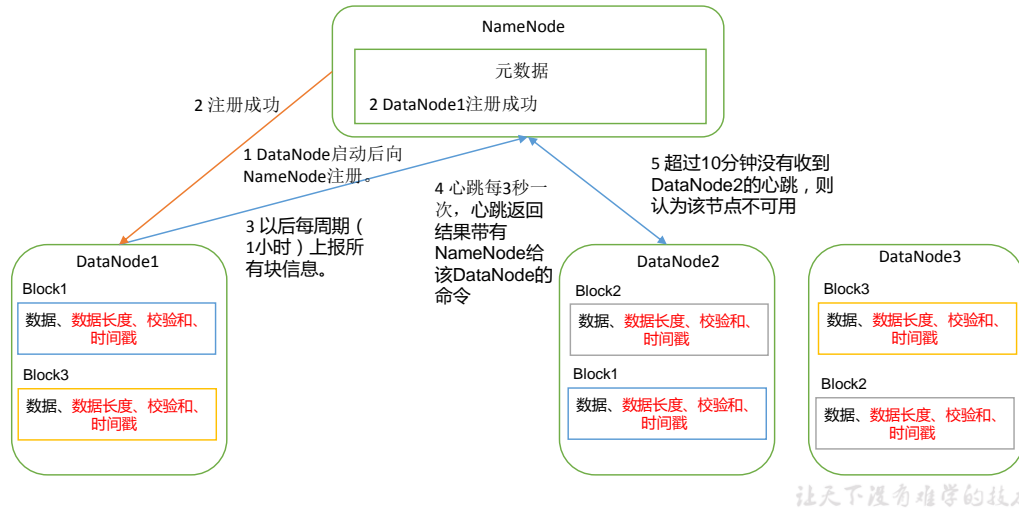 NameNode
元数据
2 DataNode1注册成功
2 注册成功
1 DataNode启动后向
NameNode注册。
3 以后每周期（
1小时）上报所
有块信息。
4 心跳每3秒一
次，心跳返回
结果带有
NameNode给
该DataNode的
命令
5 超过10分钟没有收到
DataNode2的心跳，则
认为该节点不可用
DataNode1
Block1
数据、数据长度、校验和、
时间戳
Block3
数据、数据长度、校验和、
时间戳
DataNode2
Block2
数据、数据长度、校验和、
时间戳
Block1
数据、数据长度、校验和、
时间戳
DataNode3
Block3
数据、数据长度、校验和、
时间戳
Block2
数据、数据长度、校验和、
时间戳
让天下没有难学的技